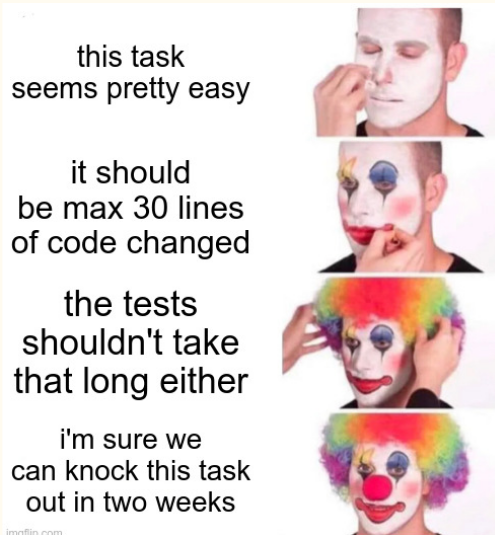 this task
seems pretty easy
it should
be max 30 lines
of code changed
the tests
shouldn't take
that long either
i'm sure we
can knock this task
out in two weeks
imgflip.com